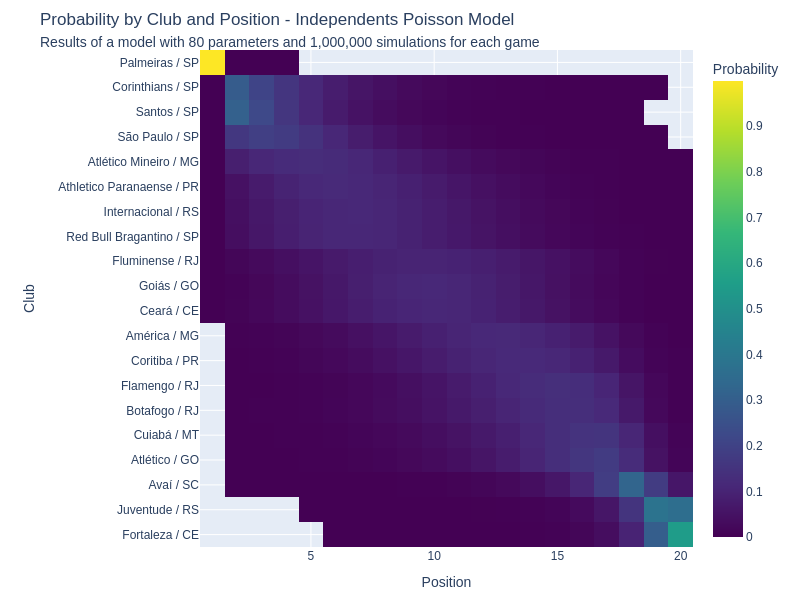 Probability by Club and Position - Independents Poisson Model
Results of a model with 80 parameters and 1,000,000 simulations for each game
Probability
Palmeiras / SP
Corinthians / SP
Santos / SP
São Paulo / SP
Atlético Mineiro / MG
Athletico Paranaense / PR
Internacional / RS
Red Bull Bragantino / SP
Fluminense / RJ
Goiás / GO
Ceará / CE
América / MG
Coritiba / PR
Flamengo / RJ
Botafogo / RJ
Cuiabá / MT
Atlético / GO
Avaí / SC
Juventude / RS
Fortaleza / CE
Club
5
10
15
20
Position
0.9
0.8
0.7
0.6
0.5
0.4
0.3
0.2
0.1
0